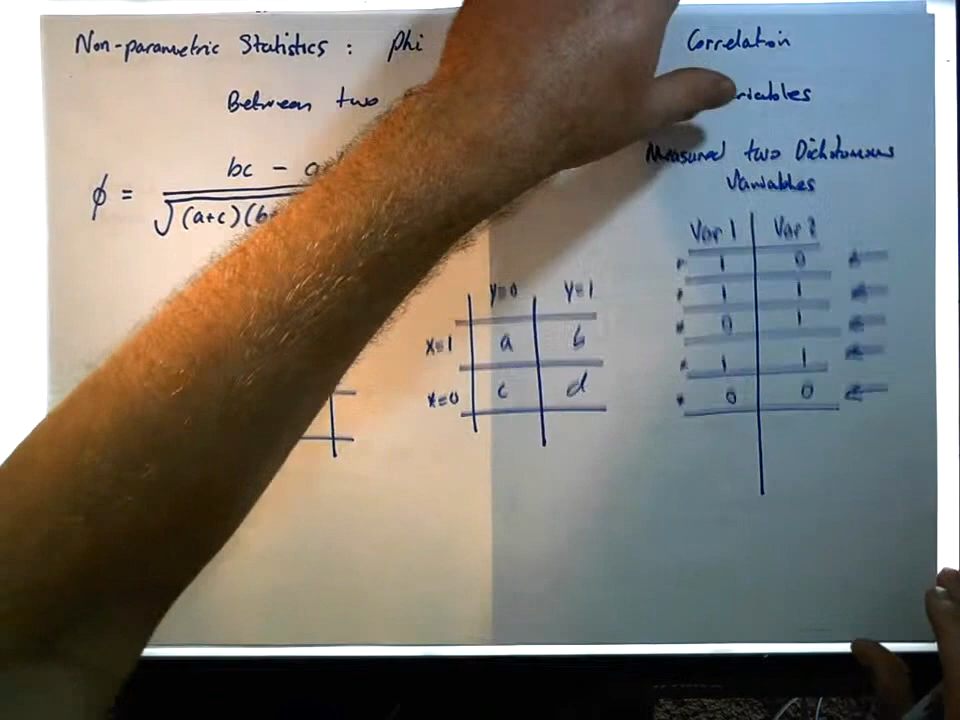 Non-parametric Statistics : Phi Correlation
Between two
Measured two Dichotomous
Variables
ϕ = bc -
√(a+c)(b+
Var 1 Var 2
1 0
1 1
0 1
1 1
0 0
y=0 y=1
x=1 a b
x=0 c d